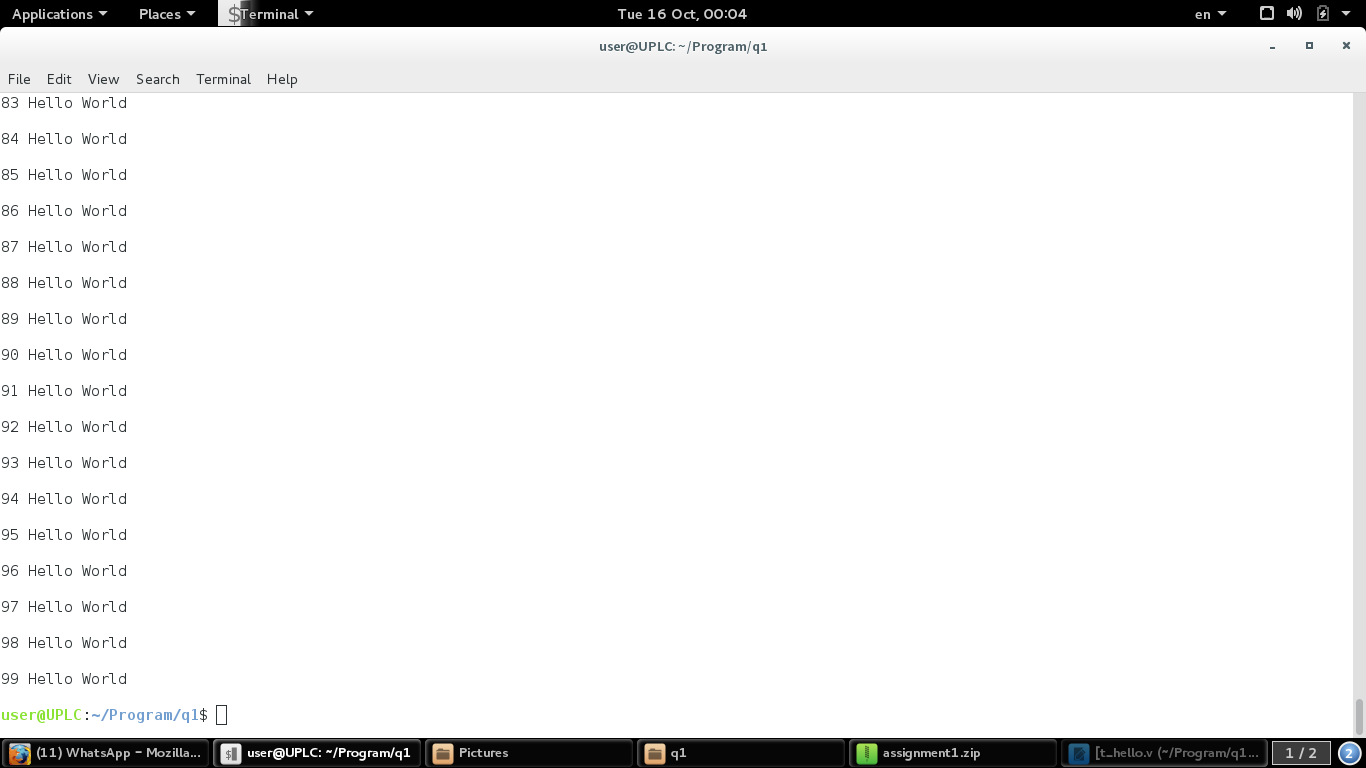 Applications Places Terminal Tue 16 Oct, 00:04 en
user@UPLC: ~/Program/q1
File Edit View Search Terminal Help
83 Hello World
84 Hello World
85 Hello World
86 Hello World
87 Hello World
88 Hello World
89 Hello World
90 Hello World
91 Hello World
92 Hello World
93 Hello World
94 Hello World
95 Hello World
96 Hello World
97 Hello World
98 Hello World
99 Hello World
user@UPLC:~/Program/q1$
(11) WhatsApp – Mozilla... user@UPLC: ~/Program/q1 Pictures q1 assignment1.zip [t_hello.v (~/Program/q1... 1 / 2 2